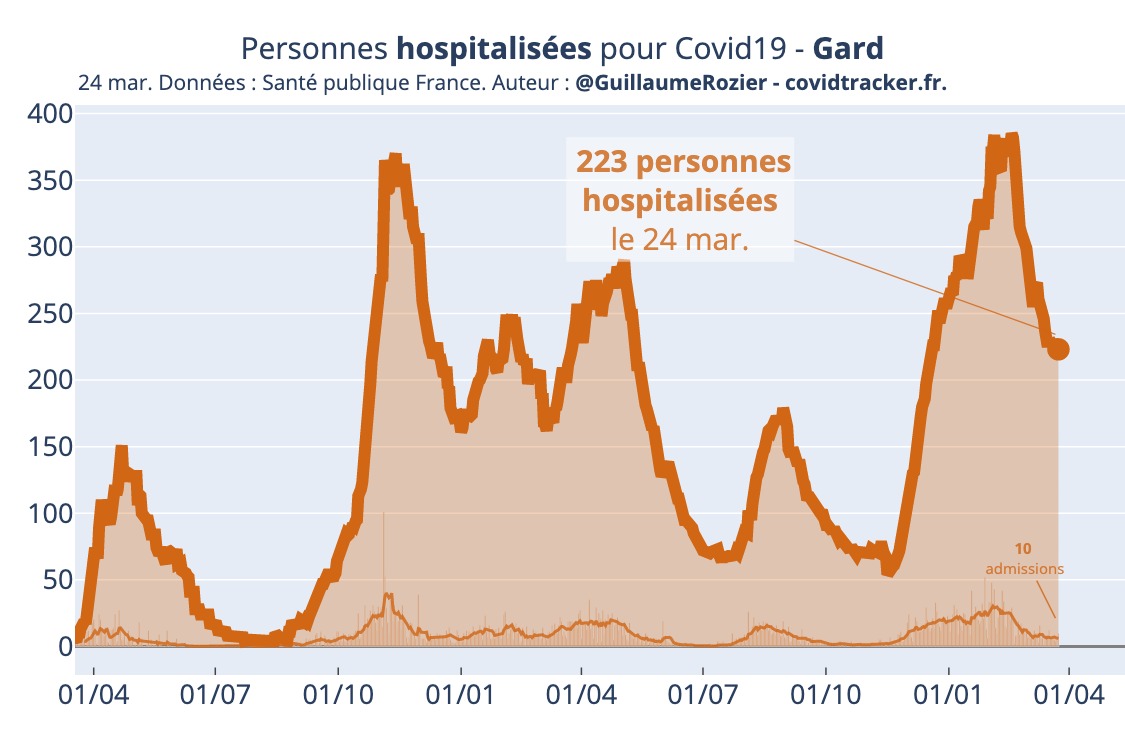 Personnes hospitalisées pour Covid19 - Gard
24 mar. Données : Santé publique France. Auteur : @GuillaumeRozier - covidtracker.fr.
400
350
300
250
200
150
100
50
0
223 personnes
hospitalisées
le 24 mar.
10
admissions
01/04 01/07 01/10 01/01 01/04 01/07 01/10 01/01 01/04